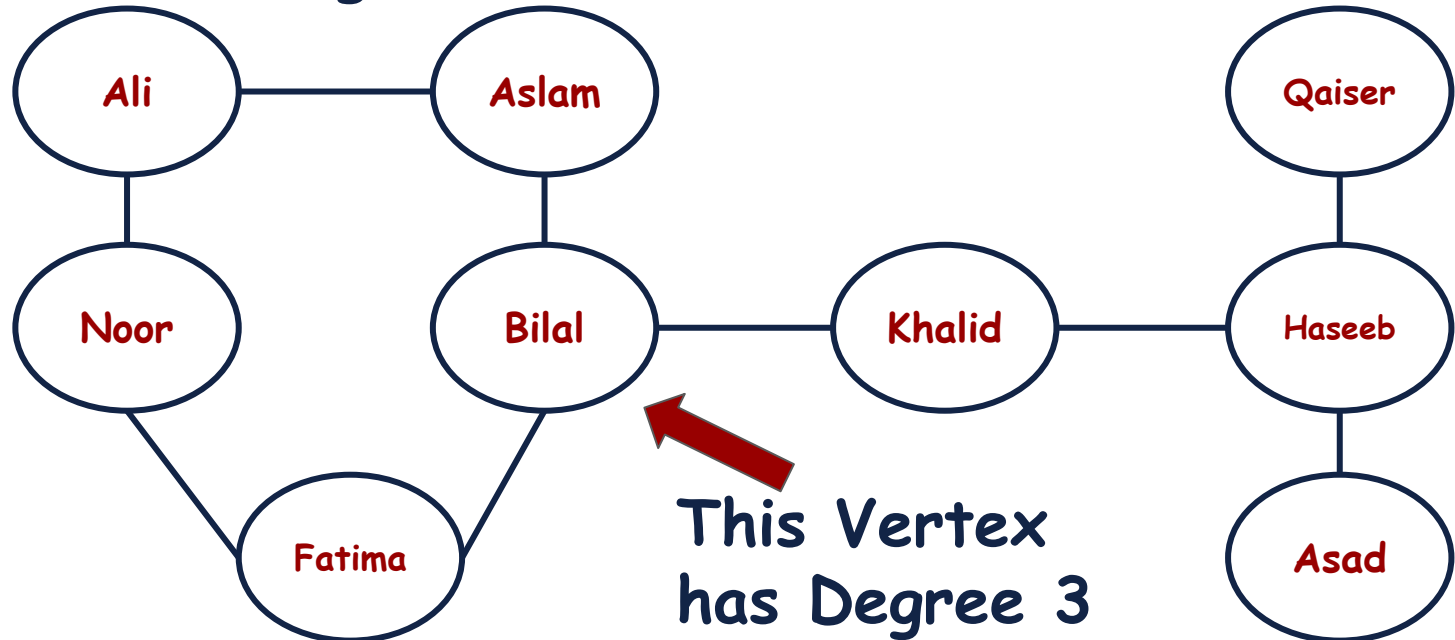 Ali
Aslam
Qaiser
Noor
Bilal
Khalid
Haseeb
Fatima
Asad
This Vertex
has Degree 3